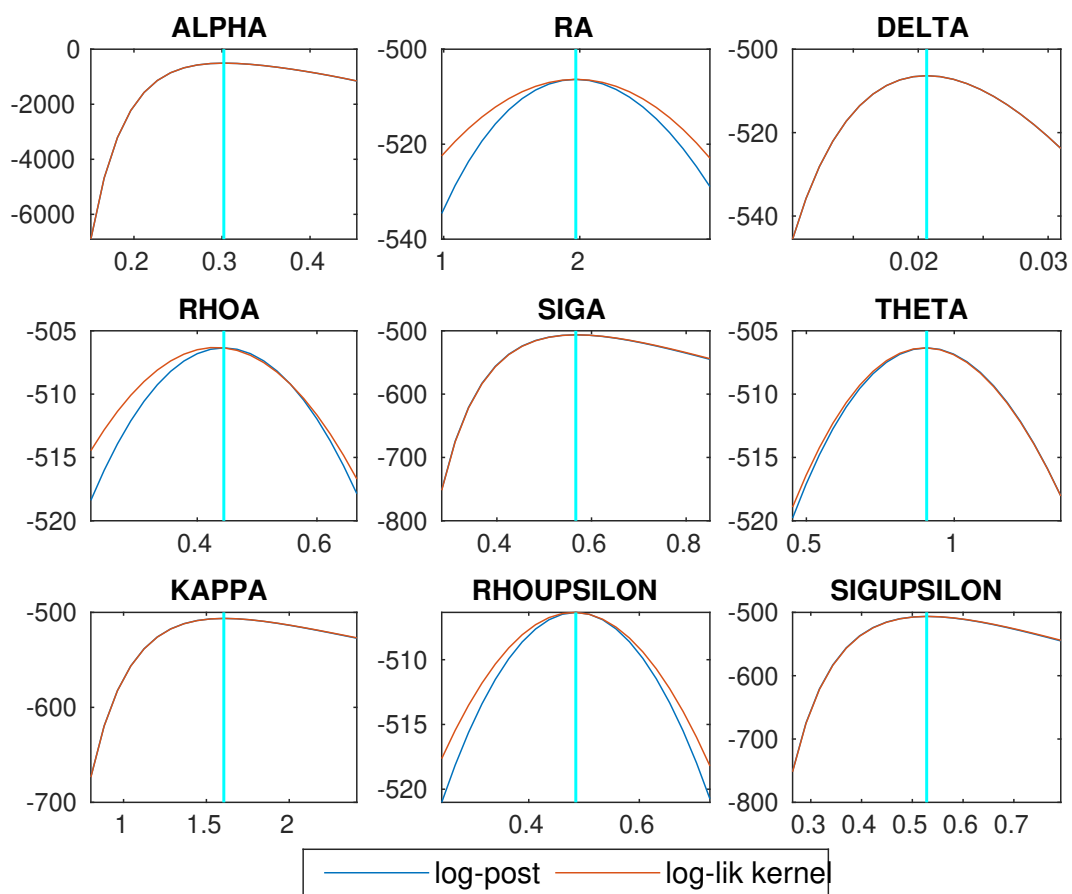 ALPHA
0
-2000
-4000
-6000
0.2 0.3 0.4
RA
-500
-520
-540
1 2
DELTA
-500
-520
-540
0.02 0.03
RHOA
-505
-510
-515
-520
0.4 0.6
SIGA
-500
-600
-700
-800
0.4 0.6 0.8
THETA
-505
-510
-515
-520
0.5 1
KAPPA
-500
-600
-700
1 1.5 2
RHOUPSILON
-510
-515
-520
0.4 0.6
SIGUPSILON
-500
-600
-700
-800
0.3 0.4 0.5 0.6 0.7
log-post log-lik kernel